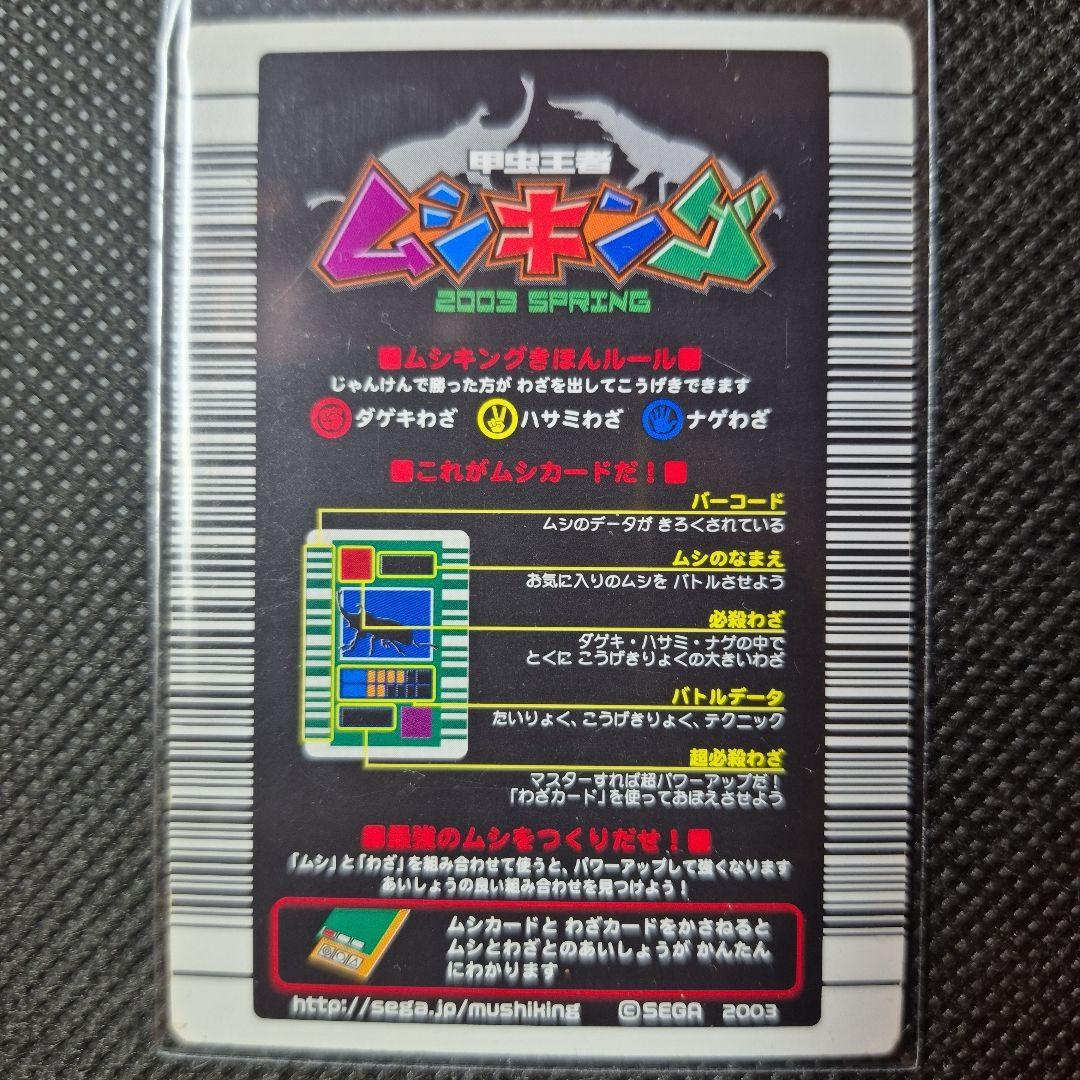 甲虫王者
ムシキング
2003 SPRING
■ムシキングきほんルール■
じゃんけんで勝った方が わざを出してこうげきできます
ダゲキわざ ハサミわざ ナゲわざ
■これがムシカードだ！■
バーコード
ムシのデータが きろくされている
ムシのなまえ
お気に入りのムシを バトルさせよう
必殺わざ
ダゲキ・ハサミ・ナゲの中で
とくに こうげきりょくの大きいわざ
バトルデータ
たいりょく、こうげきりょく、テクニック
超必殺わざ
マスターすれば超パワーアップだ！
「わざカード」を使っておぼえさせよう
■最強のムシをつくりだせ！■
「ムシ」と「わざ」を組み合わせて使うと、パワーアップして強くなります
あいしょうの良い組み合わせを見つけよう！
ムシカードと わざカードをかさねると
ムシとわざとのあいしょうが かんたん
にわかります
http://sega.jp/mushiking ©SEGA 2003